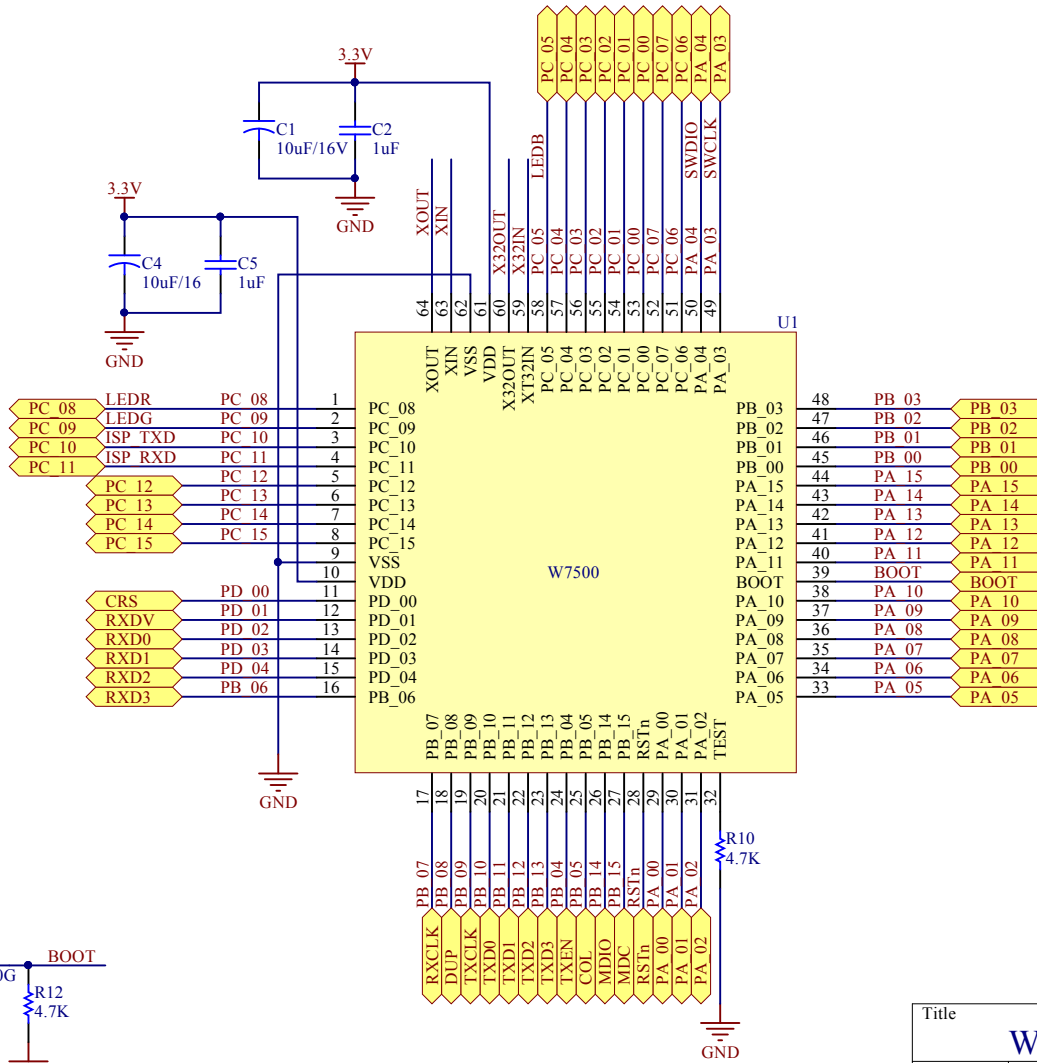 PC_05
PC_04
PC_03
PC_02
PC_01
PC_00
PC_07
PC_06
PA_04
PA_03
3.3V
C1
10uF/16V
C2
1uF
GND
3.3V
C4
10uF/16
C5
1uF
GND
XOUT
XIN
X32OUT
X32IN
LEDB
SWDIO
SWCLK
PC_05
PC_04
PC_03
PC_02
PC_01
PC_00
PC_07
PC_06
PA_04
PA_03
64
63
62
61
60
59
58
57
56
55
54
53
52
51
50
49
U1
XOUT
XIN
VSS
VDD
X32OUT
XT32IN
PC_05
PC_04
PC_03
PC_02
PC_01
PC_00
PC_07
PC_06
PA_04
PA_03
PC_08 LEDR PC_08 1 PC_08
PC_09 LEDG PC_09 2 PC_09
PC_10 ISP_TXD PC_10 3 PC_10
PC_11 ISP_RXD PC_11 4 PC_11
PC_12 PC_12 5 PC_12
PC_13 PC_13 6 PC_13
PC_14 PC_14 7 PC_14
PC_15 PC_15 8 PC_15
9 VSS
10 VDD
CRS PD_00 11 PD_00
RXDV PD_01 12 PD_01
RXD0 PD_02 13 PD_02
RXD1 PD_03 14 PD_03
RXD2 PD_04 15 PD_04
RXD3 PB_06 16 PB_06
W7500
PB_03 48 PB_03 PB_03
PB_02 47 PB_02 PB_02
PB_01 46 PB_01 PB_01
PB_00 45 PB_00 PB_00
PA_15 44 PA_15 PA_15
PA_14 43 PA_14 PA_14
PA_13 42 PA_13 PA_13
PA_12 41 PA_12 PA_12
PA_11 40 PA_11 PA_11
BOOT 39 BOOT BOOT
PA_10 38 PA_10 PA_10
PA_09 37 PA_09 PA_09
PA_08 36 PA_08 PA_08
PA_07 35 PA_07 PA_07
PA_06 34 PA_06 PA_06
PA_05 33 PA_05 PA_05
PB_07
PB_08
PB_09
PB_10
PB_11
PB_12
PB_13
PB_04
PB_05
PB_14
PB_15
RSTn
PA_00
PA_01
PA_02
TEST
GND
17
18
19
20
21
22
23
24
25
26
27
28
29
30
31
32
R10
4.7K
PB_07
PB_08
PB_09
PB_10
PB_11
PB_12
PB_13
PB_04
PB_05
PB_14
PB_15
RSTn
PA_00
PA_01
PA_02
RXCLK
DUP
TXCLK
TXD0
TXD1
TXD2
TXD3
TXEN
COL
MDIO
MDC
RSTn
PA_00
PA_01
PA_02
GND
BOOT
R12
4.7K
Title
W